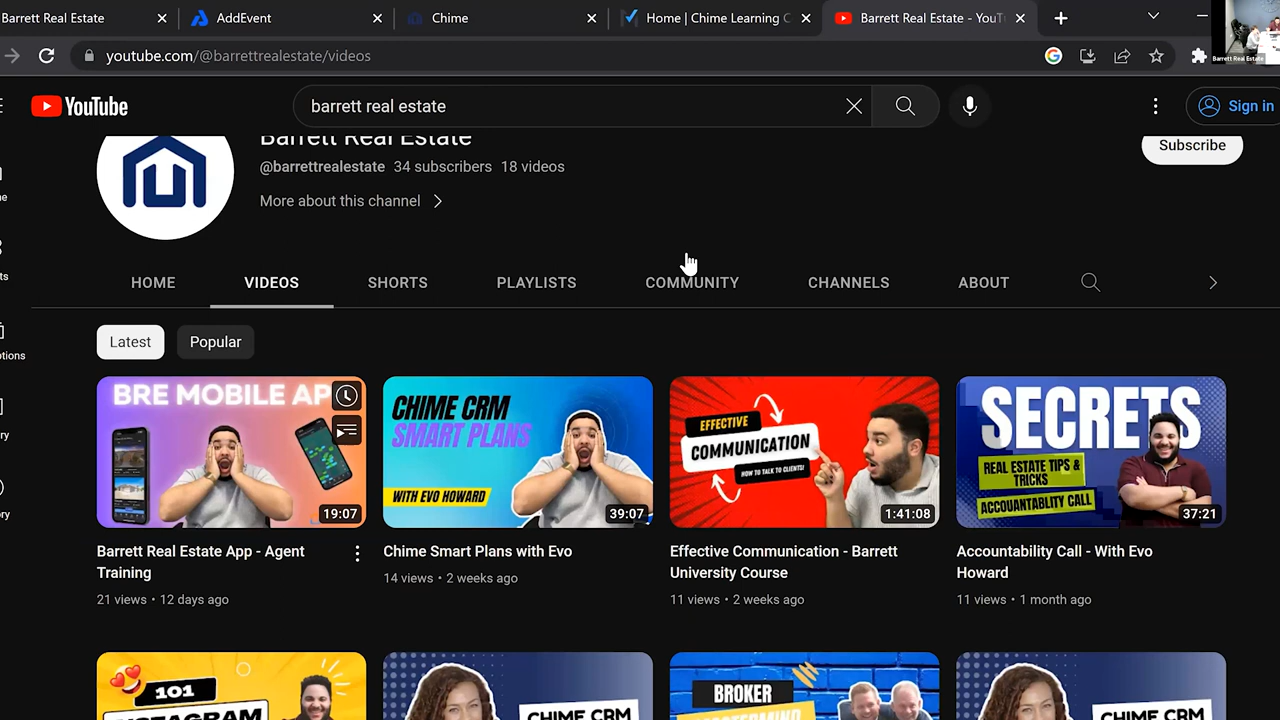 Barrett Real Estate
AddEvent
Chime
Home | Chime Learning C
Barrett Real Estate - YouT
Barrett Real Estate
youtube.com/@barrettrealestate/videos
YouTube
barrett real estate
Sign in
Barrett Real Estate
@barrettrealestate 34 subscribers 18 videos
Subscribe
More about this channel
HOME
VIDEOS
SHORTS
PLAYLISTS
COMMUNITY
CHANNELS
ABOUT
Latest
Popular
BRE MOBILE AP
19:07
CHIME CRM
SMART PLANS
WITH EVO HOWARD
39:07
EFFECTIVE
COMMUNICATION
HOW TO TALK TO CLIENTS!
1:41:08
SECRETS
REAL ESTATE TIPS &
TRICKS
ACCOUNTABLITY CALL
37:21
Barrett Real Estate App - Agent
Training
21 views • 12 days ago
Chime Smart Plans with Evo
14 views • 2 weeks ago
Effective Communication - Barrett
University Course
11 views • 2 weeks ago
Accountability Call - With Evo
Howard
11 views • 1 month ago
101
INSTAGRAM
CHIME CRM
BROKER
MASTERMIND
CHIME CRM